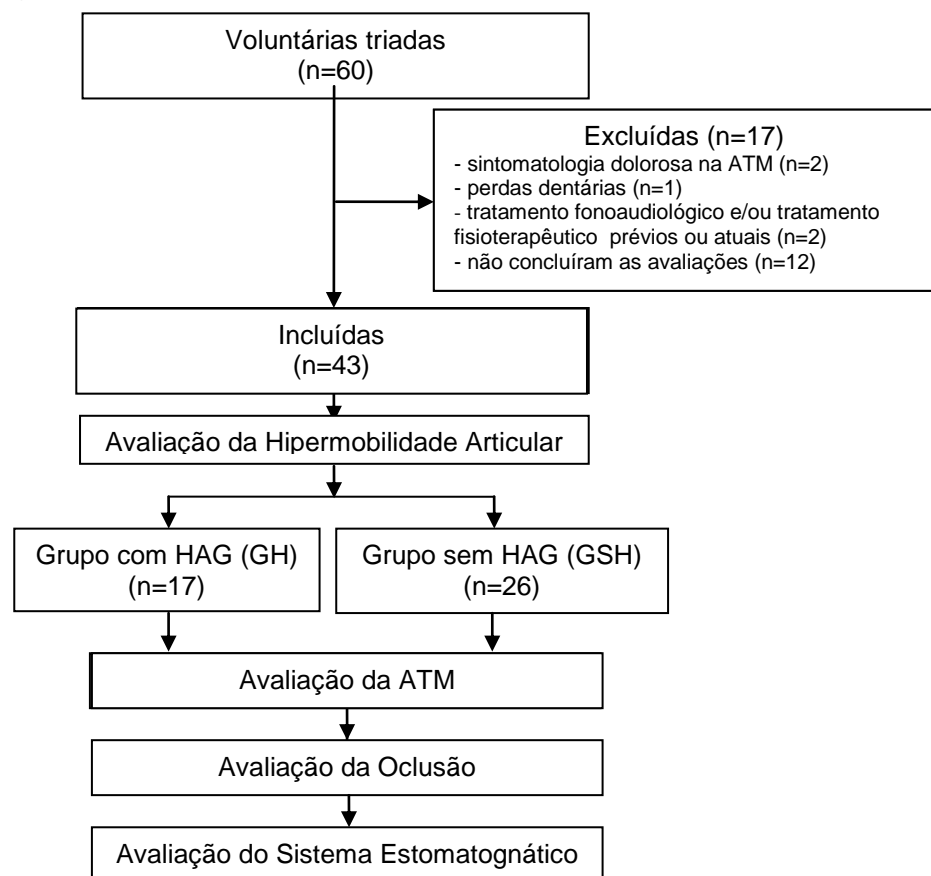 Voluntárias triadas
(n=60)
Excluídas (n=17)
- sintomatologia dolorosa na ATM (n=2)
- perdas dentárias (n=1)
- tratamento fonoaudiológico e/ou tratamento
fisioterapêutico prévios ou atuais (n=2)
- não concluíram as avaliações (n=12)
Incluídas
(n=43)
Avaliação da Hipermobilidade Articular
Grupo com HAG (GH)
(n=17)
Grupo sem HAG (GSH)
(n=26)
Avaliação da ATM
Avaliação da Oclusão
Avaliação do Sistema Estomatognático